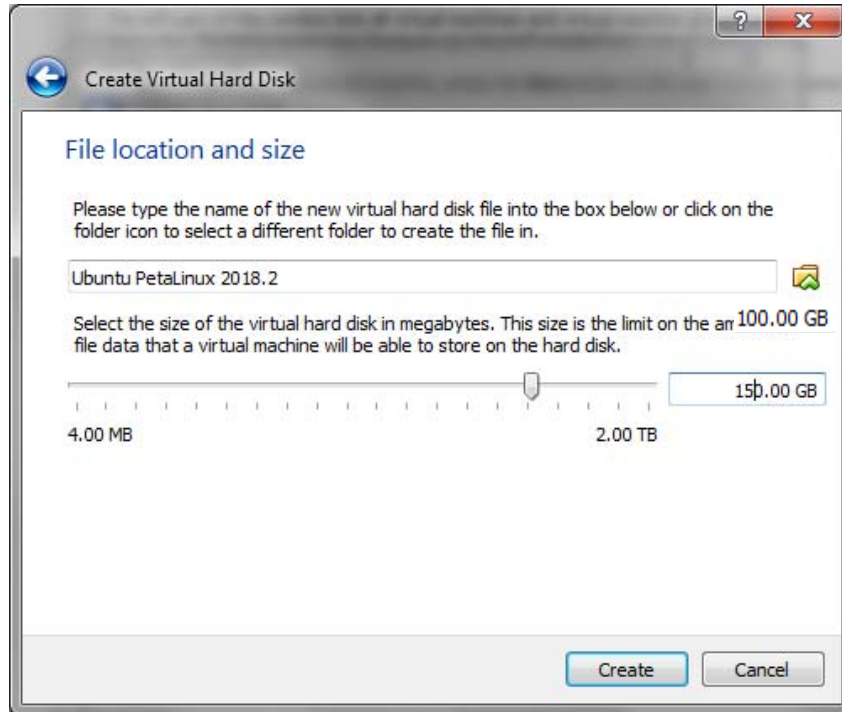 Create Virtual Hard Disk
File location and size
Please type the name of the new virtual hard disk file into the box below or click on the
folder icon to select a different folder to create the file in.
Ubuntu PetaLinux 2018.2
Select the size of the virtual hard disk in megabytes. This size is the limit on the 100.00 GB
file data that a virtual machine will be able to store on the hard disk.
150.00 GB
4.00 MB 2.00 TB
Create Cancel